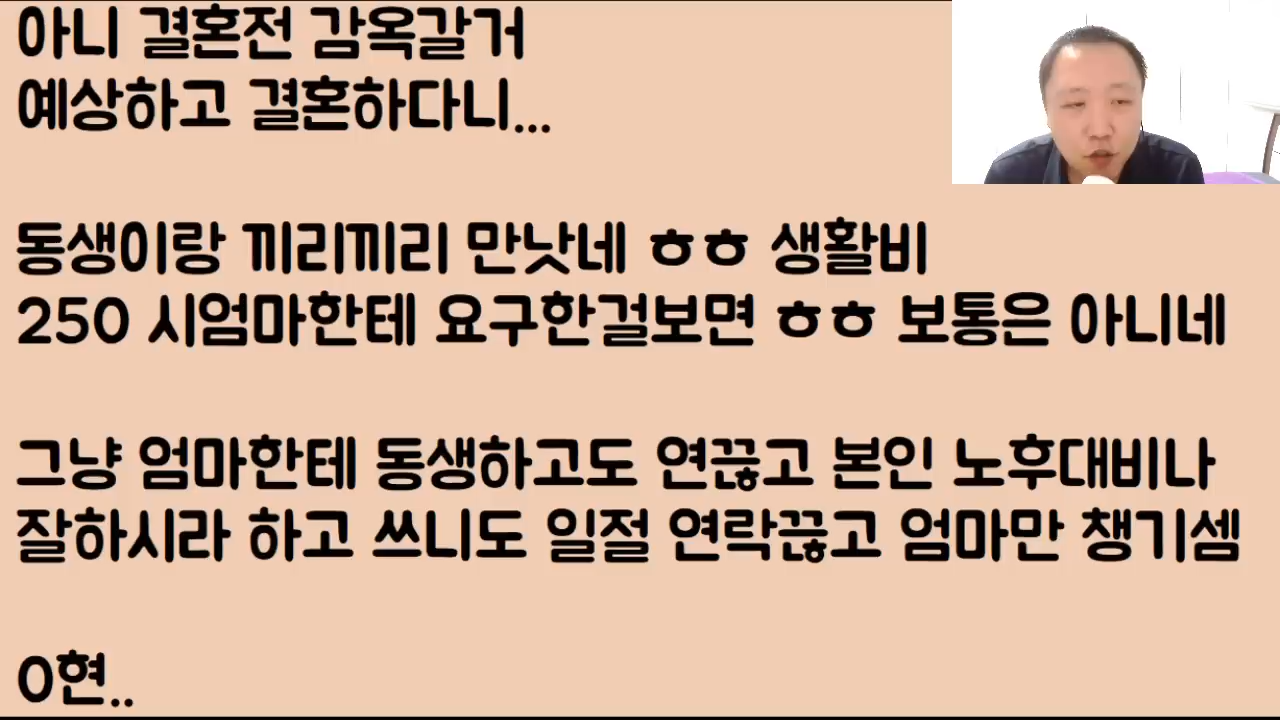 아니 결혼전 감옥갈거
예상하고 결혼하다니...
동생이랑 끼리끼리 만낫네 ㅎㅎ 생활비
250 시엄마한테 요구한걸보면 ㅎㅎ 보통은 아니네
그냥 엄마한테 동생하고도 연끊고 본인 노후대비나
잘하시라 하고 쓰니도 일절 연락끊고 엄마만 챙기셈
0현..